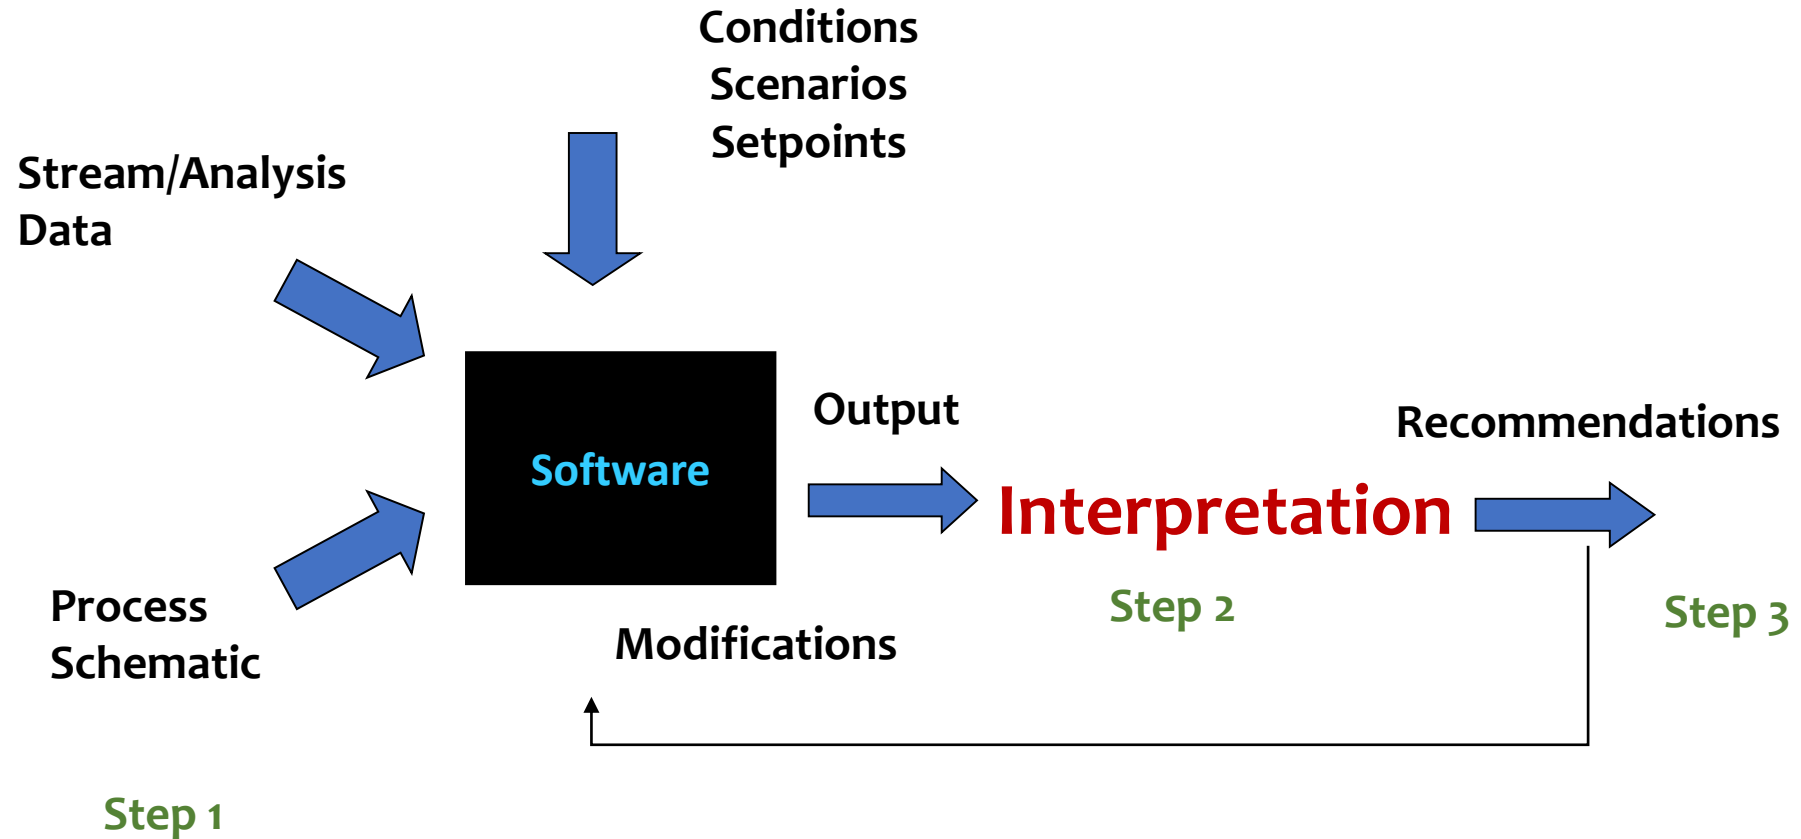 Conditions
Scenarios
Setpoints
Stream/Analysis
Data
Software
Output
Recommendations
Interpretation
Process
Schematic
Modifications
Step 2
Step 3
Step 1